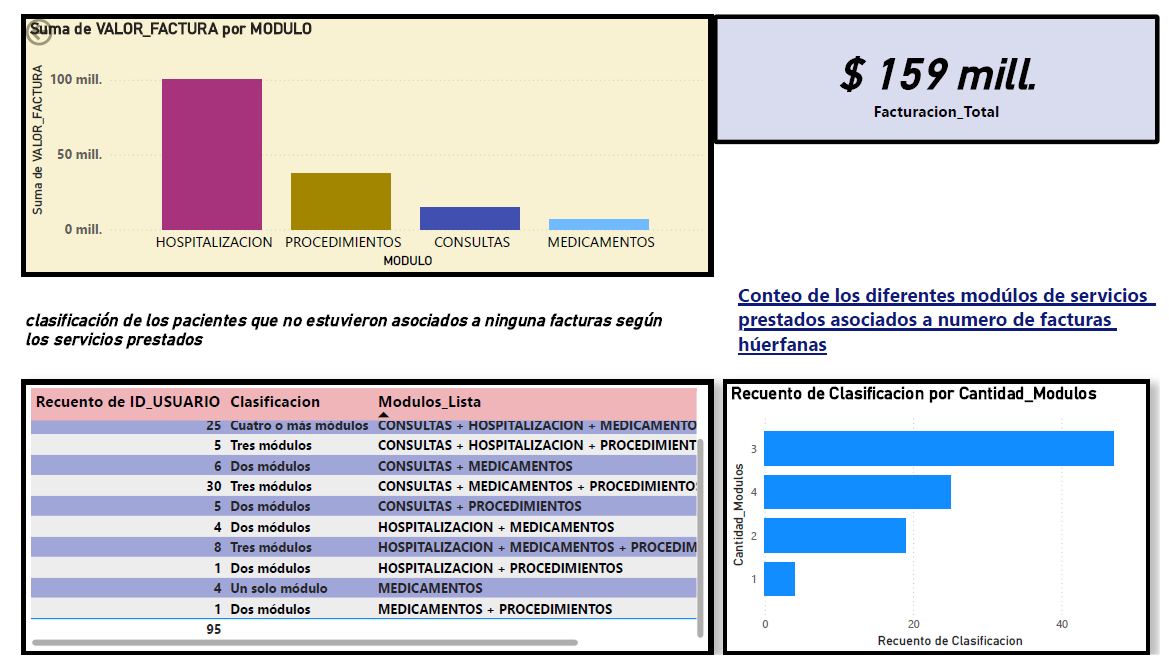 Suma de VALOR_FACTURA por MODULO
Suma de VALOR_FACTURA
100 mill.
50 mill.
0 mill.
HOSPITALIZACION PROCEDIMIENTOS CONSULTAS MEDICAMENTOS
MODULO
$ 159 mill.
Facturacion_Total
clasificación de los pacientes que no estuvieron asociados a ninguna facturas según
los servicios prestados
Conteo de los diferentes modúlos de servicios
prestados asociados a numero de facturas
húerfanas
Recuento de ID_USUARIO Clasificacion Modulos_Lista
25 Cuatro o más módulos CONSULTAS + HOSPITALIZACION + MEDICAMENTO
5 Tres módulos CONSULTAS + HOSPITALIZACION + PROCEDIMIENT
6 Dos módulos CONSULTAS + MEDICAMENTOS
30 Tres módulos CONSULTAS + MEDICAMENTOS + PROCEDIMIENTO
5 Dos módulos CONSULTAS + PROCEDIMIENTOS
4 Dos módulos HOSPITALIZACION + MEDICAMENTOS
8 Tres módulos HOSPITALIZACION + MEDICAMENTOS + PROCEDIM
1 Dos módulos HOSPITALIZACION + PROCEDIMIENTOS
4 Un solo módulo MEDICAMENTOS
1 Dos módulos MEDICAMENTOS + PROCEDIMIENTOS
95
Recuento de Clasificacion por Cantidad_Modulos
Cantidad_Modulos
3
4
2
1
0 20 40
Recuento de Clasificacion